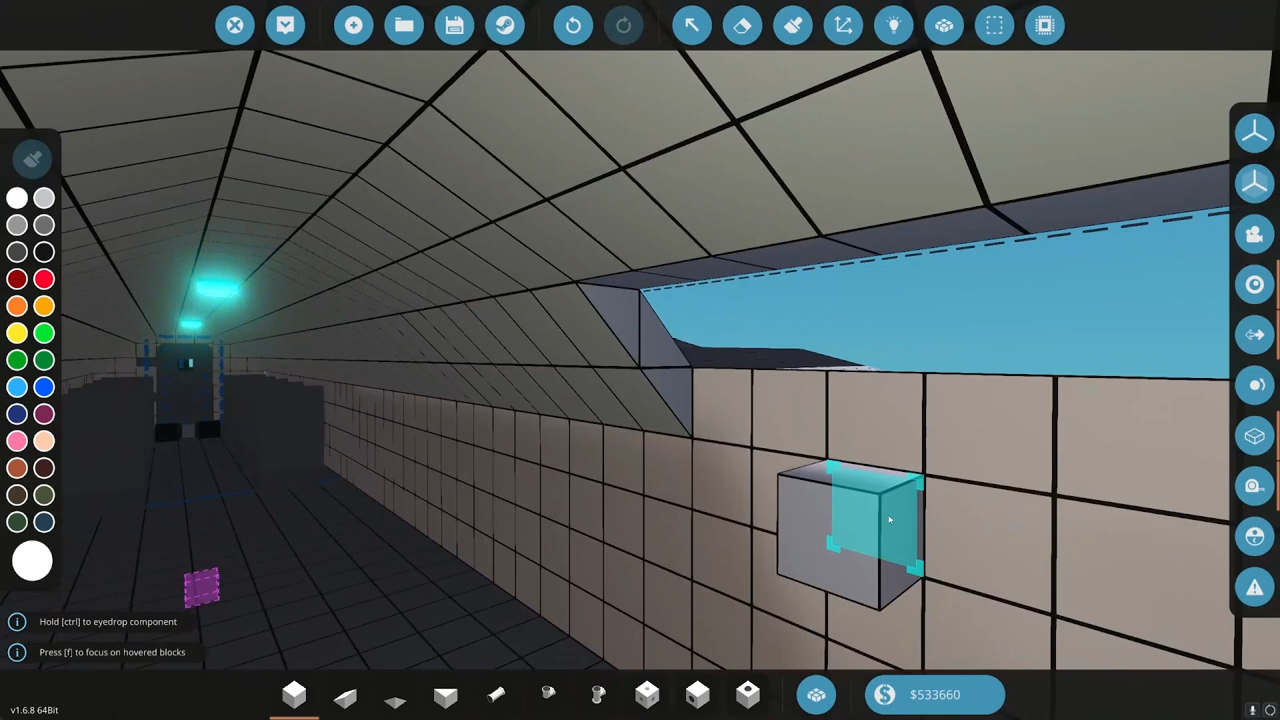 Hold [ctrl] to eyedrop component
Press [f] to focus on hovered blocks
v1.6.8 64Bit
$533660